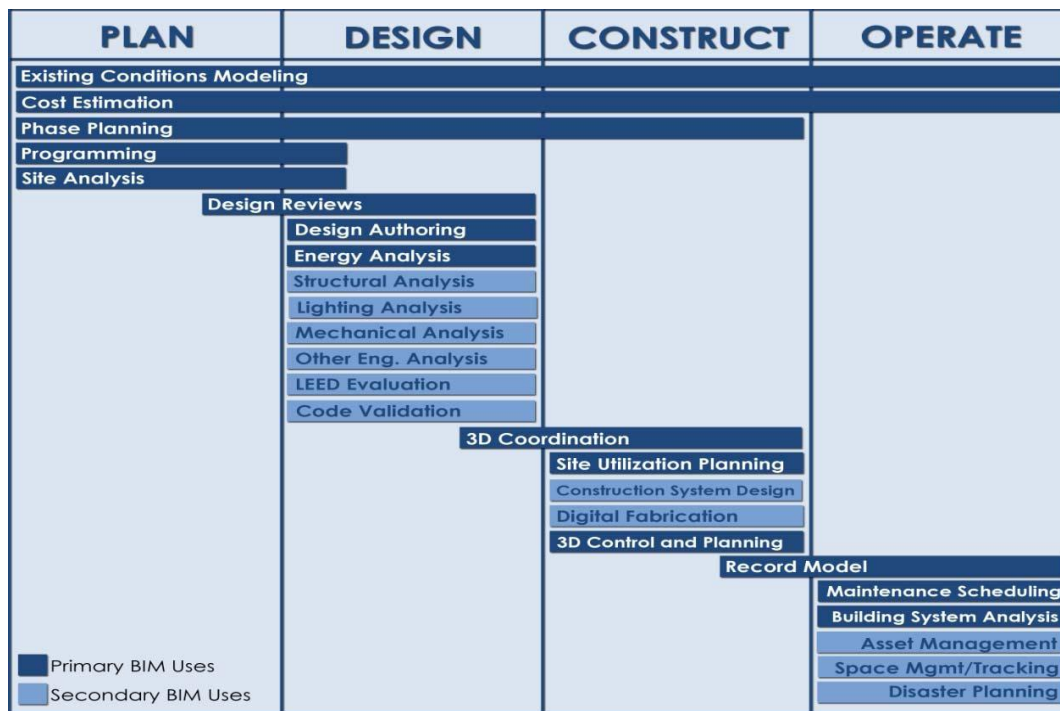 PLAN
DESIGN
CONSTRUCT
OPERATE
Existing Conditions Modeling
Cost Estimation
Phase Planning
Programming
Site Analysis
Design Reviews
Design Authoring
Energy Analysis
Structural Analysis
Lighting Analysis
Mechanical Analysis
Other Eng. Analysis
LEED Evaluation
Code Validation
3D Coordination
Site Utilization Planning
Construction System Design
Digital Fabrication
3D Control and Planning
Record Model
Maintenance Scheduling
Building System Analysis
Asset Management
Space Mgmt/Tracking
Disaster Planning
Primary BIM Uses
Secondary BIM Uses